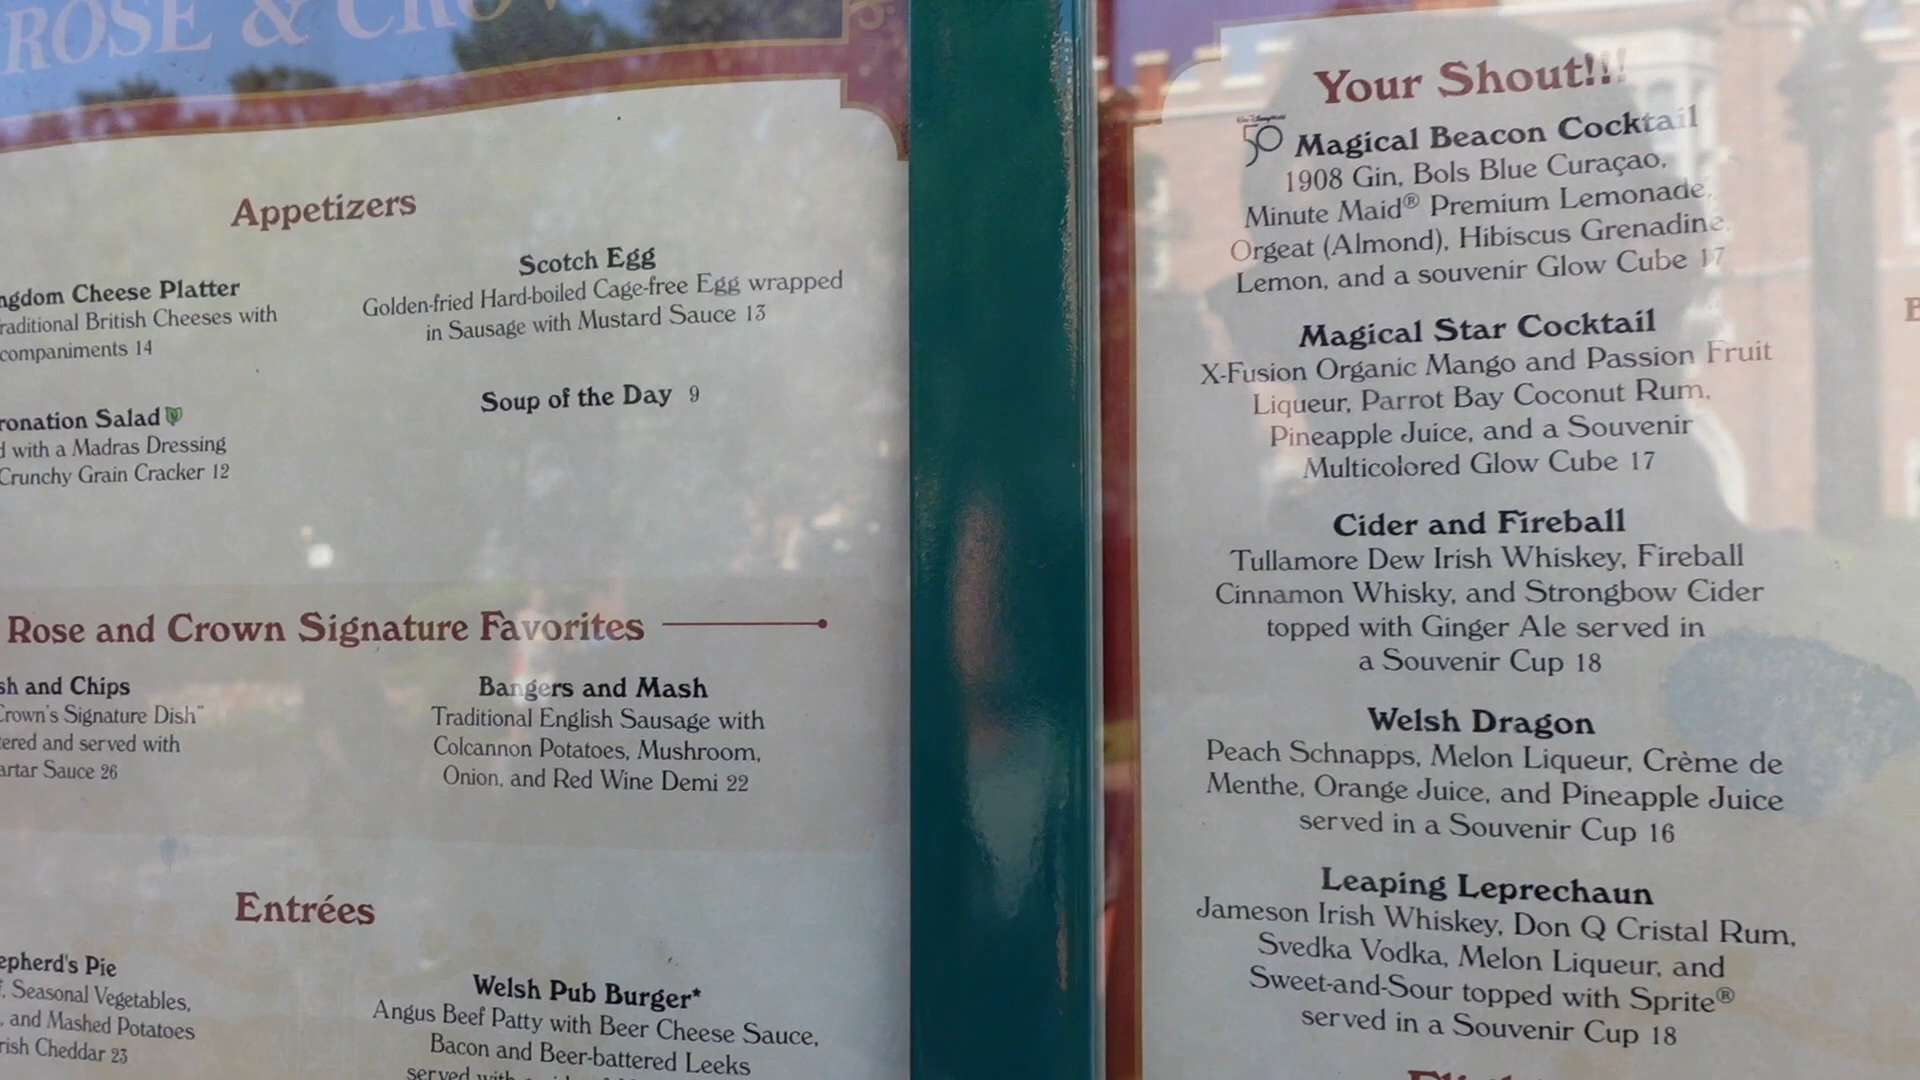 ROSE & CROWN
Appetizers
Cheese Platter
British Cheeses with
14
Salad
with a Madras Dressing
Crunchy Grain Cracker 12
Scotch Egg
Golden-fried Hard-boiled Cage-free Egg wrapped
in Sausage with Mustard Sauce 13
Soup of the Day 9
Rose and Crown Signature Favorites
and Chips
Crown's Signature Dish"
and served with
Sauce 26
Bangers and Mash
Traditional English Sausage with
Colcannon Potatoes, Mushroom,
Onion, and Red Wine Demi 22
Entrées
Pie
Seasonal Vegetables,
, and Mashed Potatoes
Cheddar 23
Welsh Pub Burger*
Angus Beef Patty with Beer Cheese Sauce,
Bacon and Beer-battered Leeks
served with
Your Shout!!!
50 Magical Beacon Cocktail
1908 Gin, Bols Blue Curaçao,
Minute Maid® Premium Lemonade,
Orgeat (Almond), Hibiscus Grenadine,
Lemon, and a souvenir Glow Cube 17
Magical Star Cocktail
X-Fusion Organic Mango and Passion Fruit
Liqueur, Parrot Bay Coconut Rum,
Pineapple Juice, and a Souvenir
Multicolored Glow Cube 17
Cider and Fireball
Tullamore Dew Irish Whiskey, Fireball
Cinnamon Whisky, and Strongbow Cider
topped with Ginger Ale served in
a Souvenir Cup 18
Welsh Dragon
Peach Schnapps, Melon Liqueur, Crème de
Menthe, Orange Juice, and Pineapple Juice
served in a Souvenir Cup 16
Leaping Leprechaun
Jameson Irish Whiskey, Don Q Cristal Rum,
Svedka Vodka, Melon Liqueur, and
Sweet-and-Sour topped with Sprite®
served in a Souvenir Cup 18